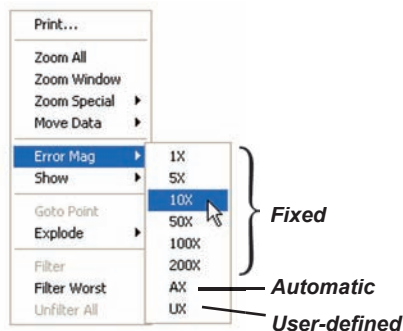 Print...
Zoom All
Zoom Window
Zoom Special
Move Data
Error Mag
Show
Goto Point
Explode
Filter
Filter Worst
Unfilter All
1X
5X
10X
50X
100X
200X
AX
UX
Fixed
Automatic
User-defined